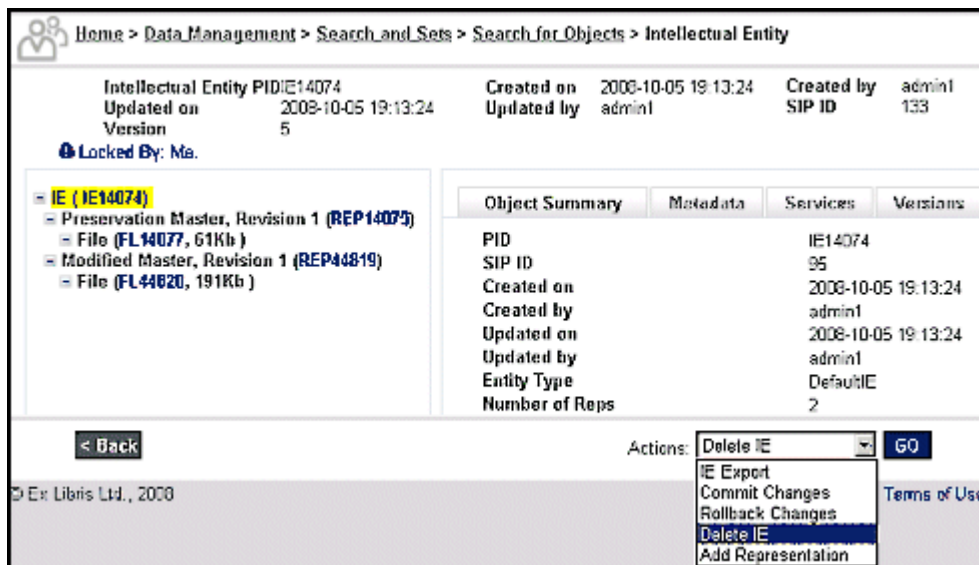 Home > Data Management > Search and Sets > Search for Objects > Intellectual Entity
Intellectual Entity PIDIE14074 Created on 2008-10-05 19:13:24 Created by admin1
Updated on 2008-10-05 19:13:24 Updated by admin1 SIP ID 133
Version 5
Locked By: Me.
IE (IE14074)
Preservation Master, Revision 1 (REP14075)
File (FL14077, 61Kb )
Modified Master, Revision 1 (REP44819)
File (FL44820, 191Kb )
Object Summary Metadata Services Versions
PID IE14074
SIP ID 95
Created on 2008-10-05 19:13:24
Created by admin1
Updated on 2008-10-05 19:13:24
Updated by admin1
Entity Type DefaultIE
Number of Reps 2
< Back Actions: Delete IE GO
IE Export
© Ex Libris Ltd., 2008 Commit Changes Terms of Use
Rollback Changes
Delete IE
Add Representation